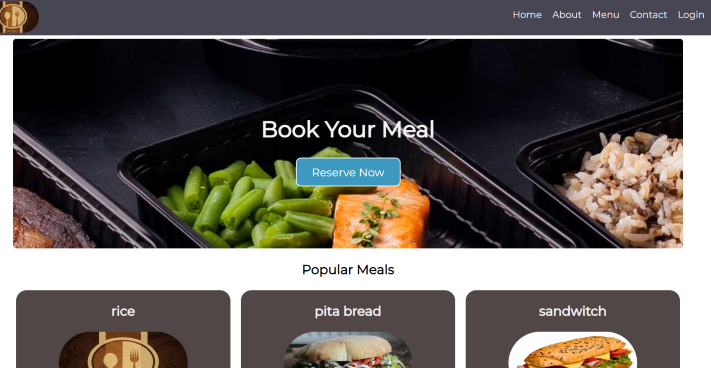 Home About Menu Contact Login
Book Your Meal
Reserve Now
Popular Meals
rice pita bread sandwitch